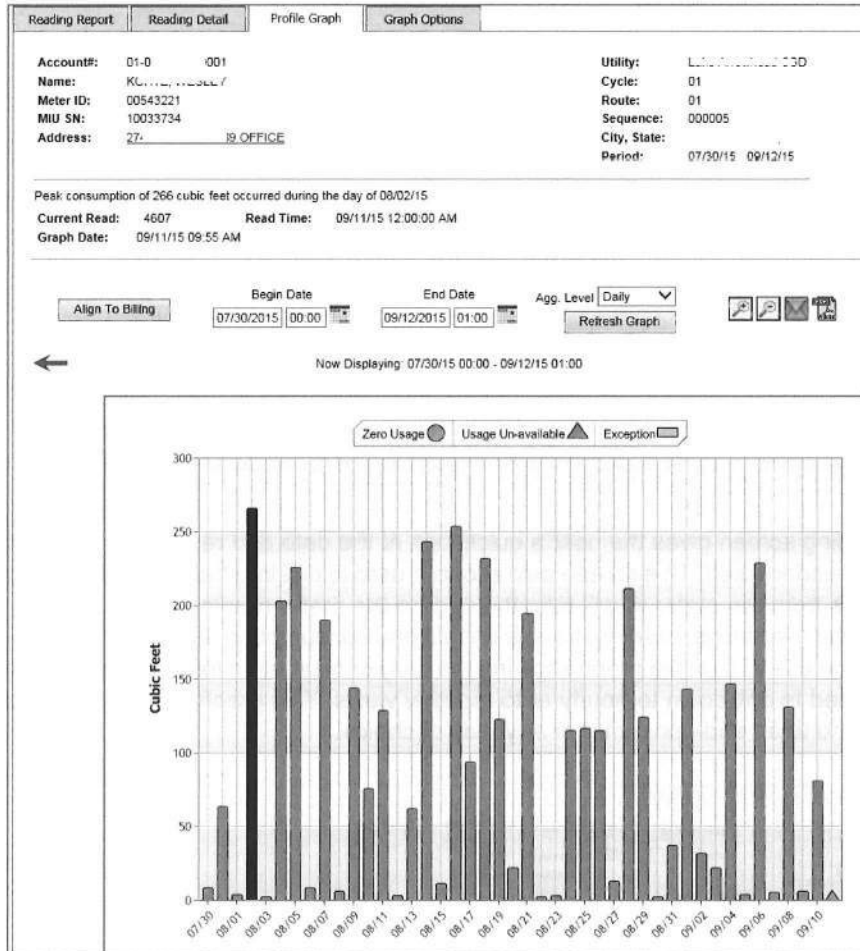 Reading Report Reading Detail Profile Graph Graph Options
Account#: 01-0 001 Utility:
Name: Cycle: 01
Meter ID: 00543221 Route: 01
MIU SN: 10033734 Sequence: 000005
Address: 27 OFFICE City, State:
Period: 07/30/15 09/12/15
Peak consumption of 266 cubic feet occurred during the day of 08/02/15
Current Read: 4607 Read Time: 09/11/15 12:00:00 AM
Graph Date: 09/11/15 09:55 AM
Begin Date End Date
Align To Billing 07/30/2015 00:00 09/12/2015 01:00 Agg. Level Daily
Refresh Graph
Now Displaying: 07/30/15 00:00 - 09/12/15 01:00
Zero Usage Usage Un-available Exception
300
250
200
150
100
50
0
Cubic Feet
07/30 08/01 08/03 08/05 08/07 08/09 08/11 08/13 08/15 08/17 08/19 08/21 08/23 08/25 08/27 08/29 08/31 09/02 09/04 09/06 09/08 09/10